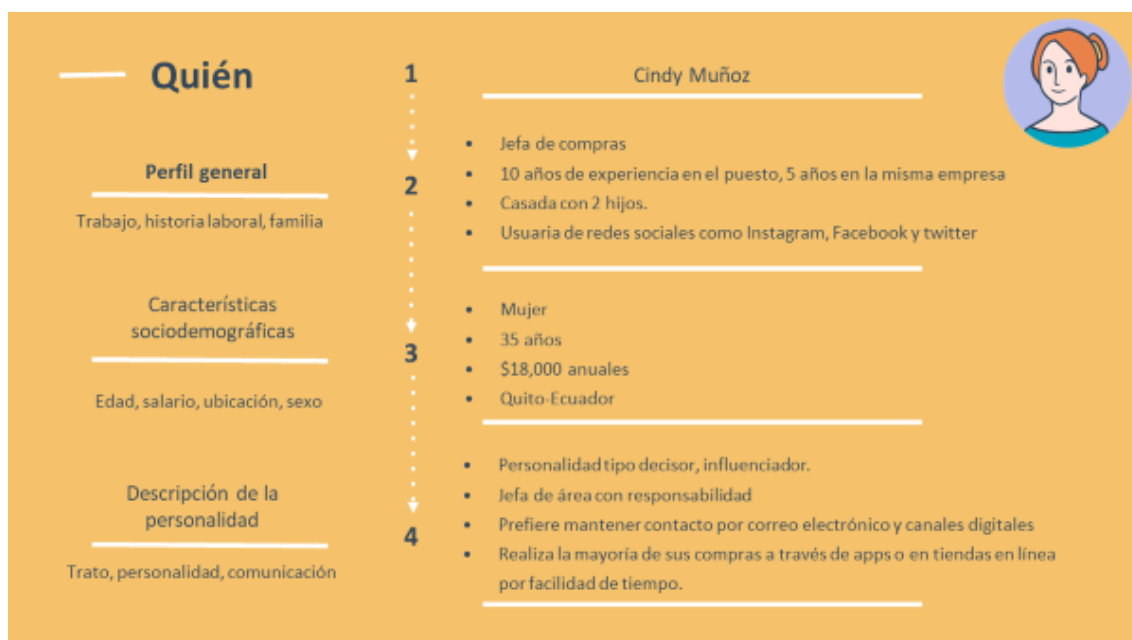 Quién
1
Cindy Muñoz
Perfil general
Trabajo, historia laboral, familia
2
• Jefa de compras
• 10 años de experiencia en el puesto, 5 años en la misma empresa
• Casada con 2 hijos.
• Usuaria de redes sociales como Instagram, Facebook y twitter
Características
sociodemográficas
Edad, salario, ubicación, sexo
3
• Mujer
• 35 años
• $18,000 anuales
• Quito-Ecuador
Descripción de la
personalidad
Trato, personalidad, comunicación
4
• Personalidad tipo decisor, influenciador.
• Jefa de área con responsabilidad
• Prefiere mantener contacto por correo electrónico y canales digitales
• Realiza la mayoría de sus compras a través de apps o en tiendas en línea
por facilidad de tiempo.